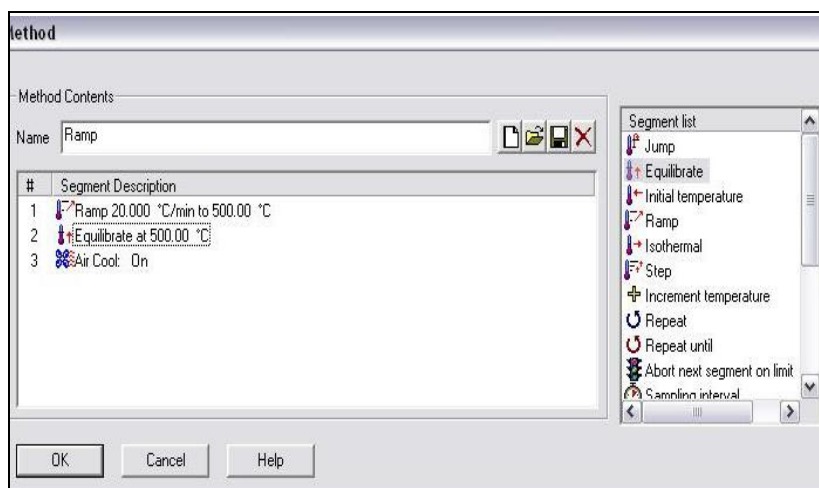 lethod
Method Contents
Name Ramp
# Segment Description
1 Ramp 20.000 °C/min to 500.00 °C
2 Equilibrate at 500.00 °C
3 Air Cool: On
Segment list
Jump
Equilibrate
Initial temperature
Ramp
Isothermal
Step
Increment temperature
Repeat
Repeat until
Abort next segment on limit
Sampling interval
OK Cancel Help